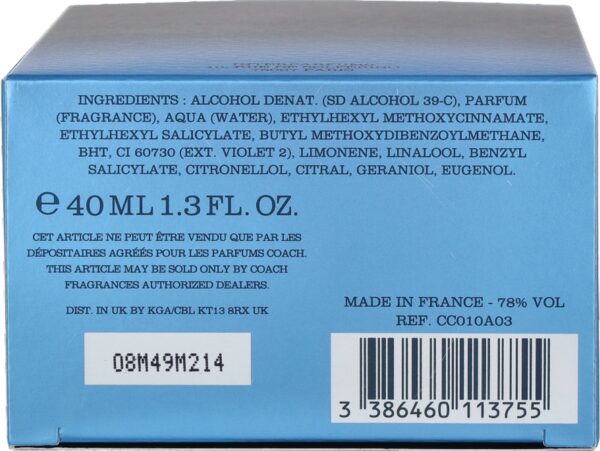 INGREDIENTS : ALCOHOL DENAT. (SD ALCOHOL 39-C), PARFUM
(FRAGRANCE), AQUA (WATER), ETHYLHEXYL METHOXYCINNAMATE,
ETHYLHEXYL SALICYLATE, BUTYL METHOXYDIBENZOYLMETHANE,
BHT, CI 60730 (EXT. VIOLET 2), LIMONENE, LINALOOL, BENZYL
SALICYLATE, CITRONELLOL, CITRAL, GERANIOL, EUGENOL.
℮ 40 ML 1.3 FL. OZ.
CET ARTICLE NE PEUT ÊTRE VENDU QUE PAR LES
DÉPOSITAIRES AGRÉÉS POUR LES PARFUMS COACH.
THIS ARTICLE MAY BE SOLD ONLY BY COACH
FRAGRANCES AUTHORIZED DEALERS.
DIST. IN UK BY KGA/CBL KT13 8RX UK
08M49M214
MADE IN FRANCE - 78% VOL
REF. CC010A03
3 386460 113755